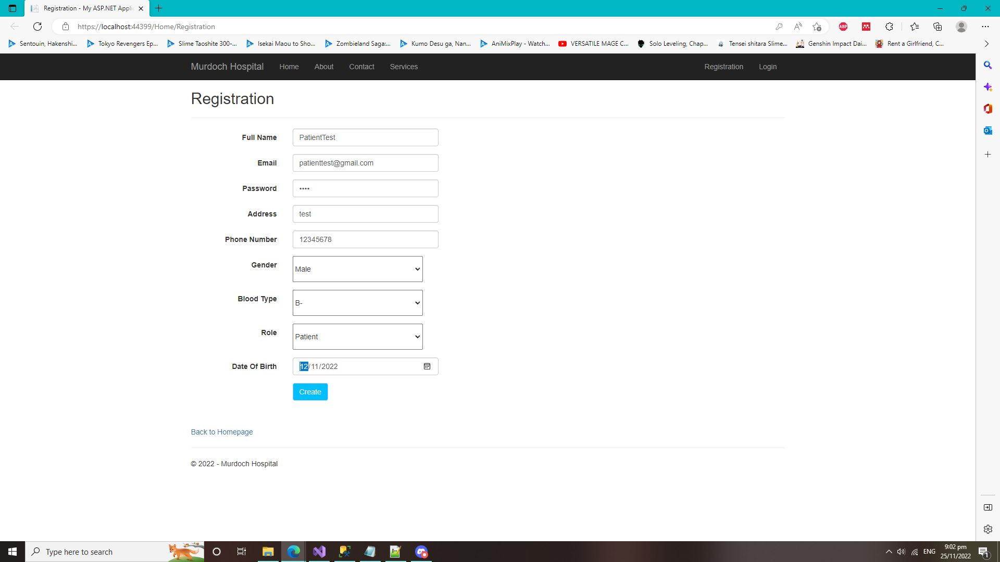 Registration - My ASP.NET Appli
https://localhost:44399/Home/Registration
ABP
Sentouin, Hakenshi... Tokyo Revengers Ep... Slime Taoshite 300-... Isekai Maou to Sho... Zombieland Saga:... Kumo Desu ga, Nan... AniMixPlay - Watch... VERSATILE MAGE C... Solo Leveling, Chap... Tensei shitara Slime... Genshin Impact Dai... Rent a Girlfriend, C...
Murdoch Hospital Home About Contact Services Registration Login
Registration
Full Name PatientTest
Email patienttest@gmail.com
Password ••••
Address test
Phone Number 12345678
Gender Male
Blood Type B-
Role Patient
Date Of Birth 12/11/2022
Create
Back to Homepage
© 2022 - Murdoch Hospital
Type here to search
ENG 9:02 pm
25/11/2022 1